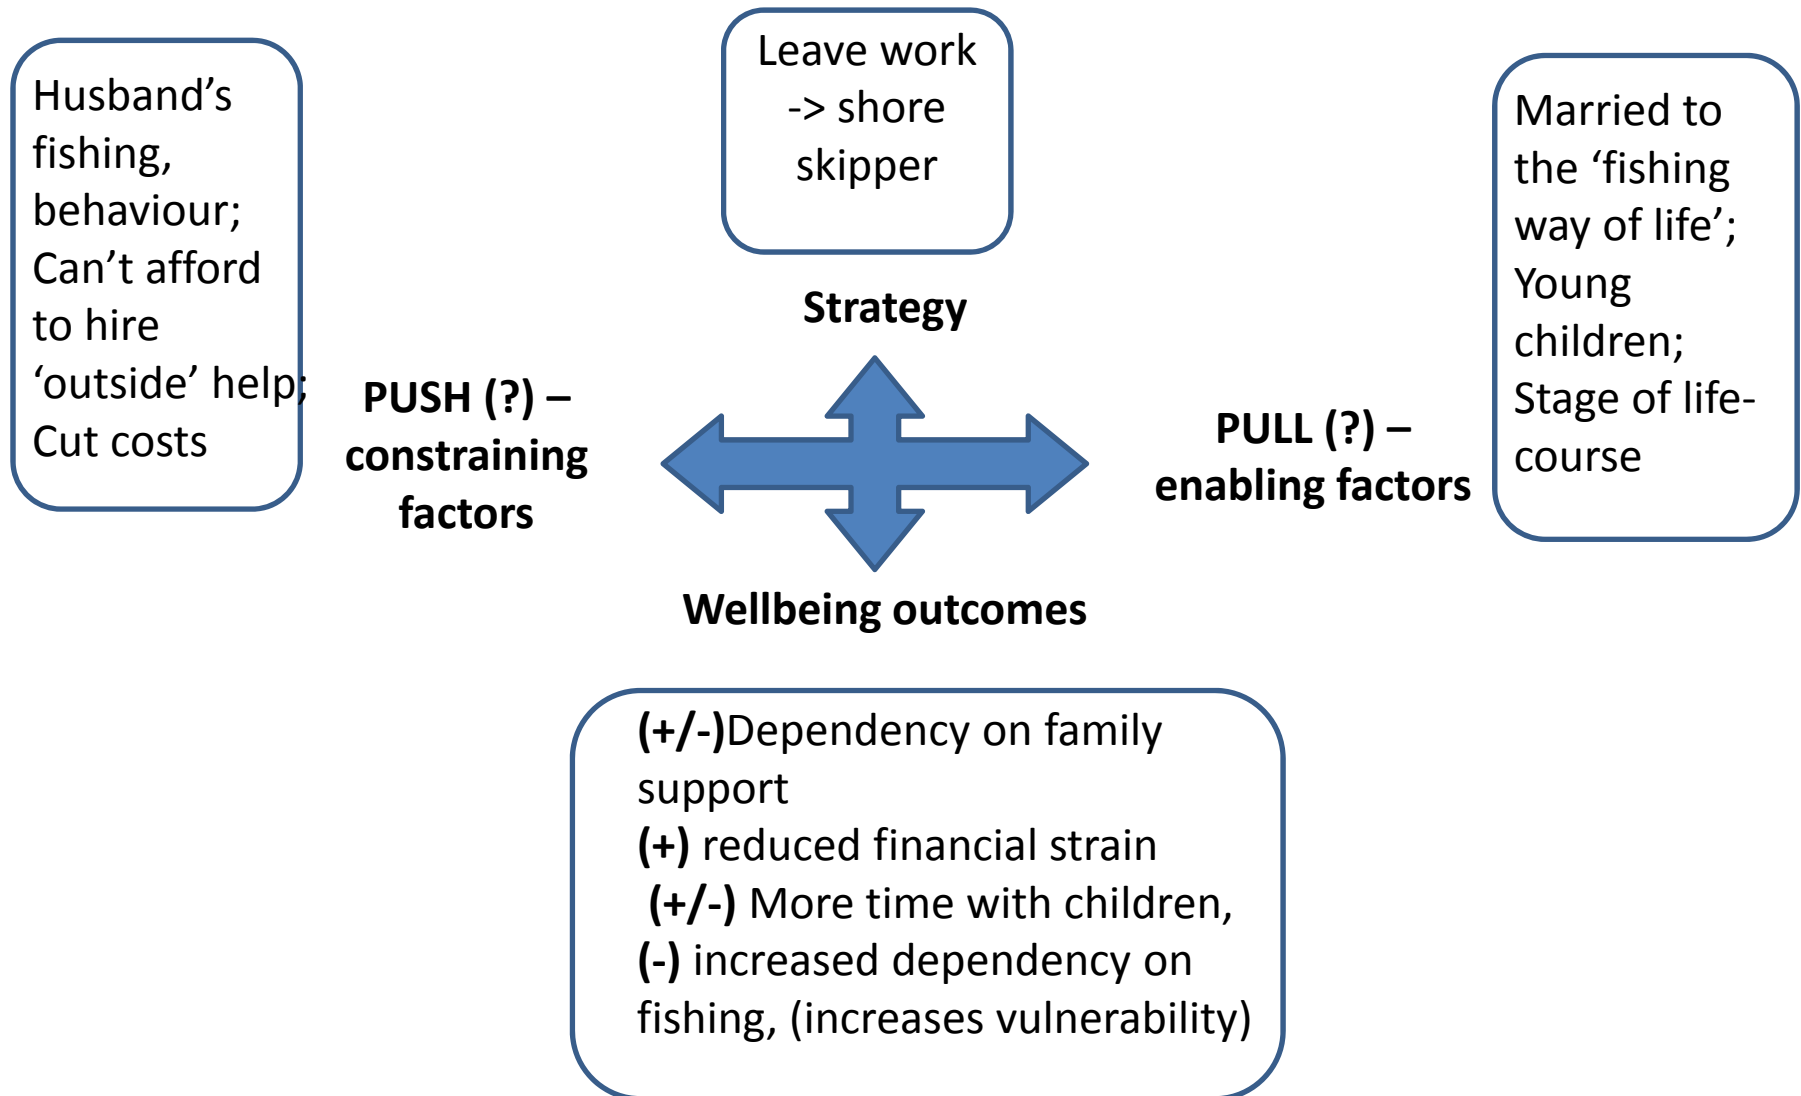 Leave work
-> shore
skipper
Husband’s
fishing,
behaviour;
Can’t afford
to hire
‘outside’ help;
Cut costs
Married to
the ‘fishing
way of life’;
Young
children;
Stage of life-
course
Strategy
PUSH (?) –
constraining
factors
PULL (?) –
enabling factors
Wellbeing outcomes
(+/-)Dependency on family
support
(+) reduced financial strain
(+/-) More time with children,
(-) increased dependency on
fishing, (increases vulnerability)